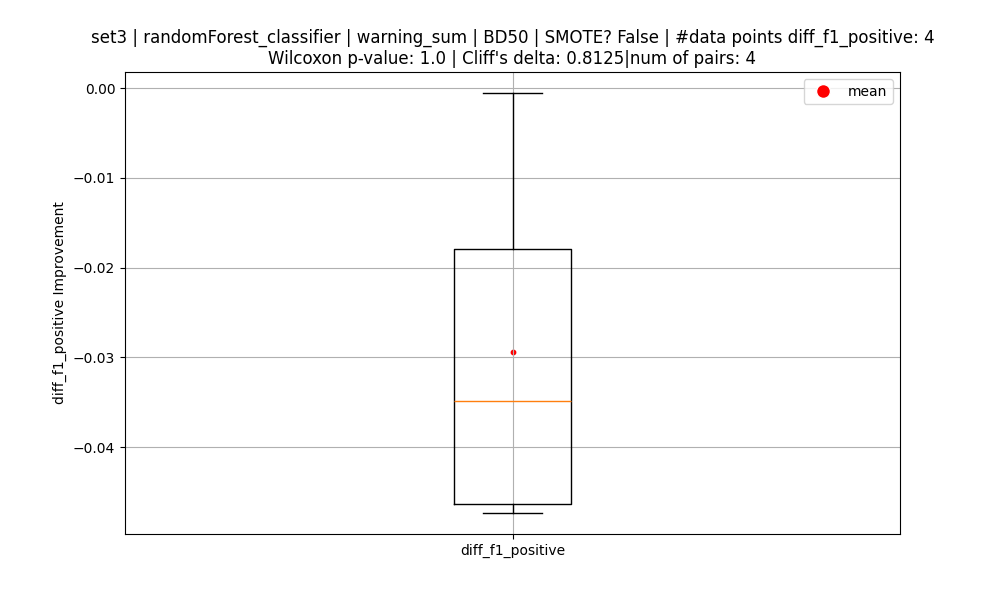 set3 | randomForest_classifier | warning_sum | BD50 | SMOTE? False | #data points diff_f1_positive: 4
Wilcoxon p-value: 1.0 | Cliff's delta: 0.8125|num of pairs: 4
mean
0.00
−0.01
−0.02
−0.03
−0.04
diff_f1_positive Improvement
diff_f1_positive